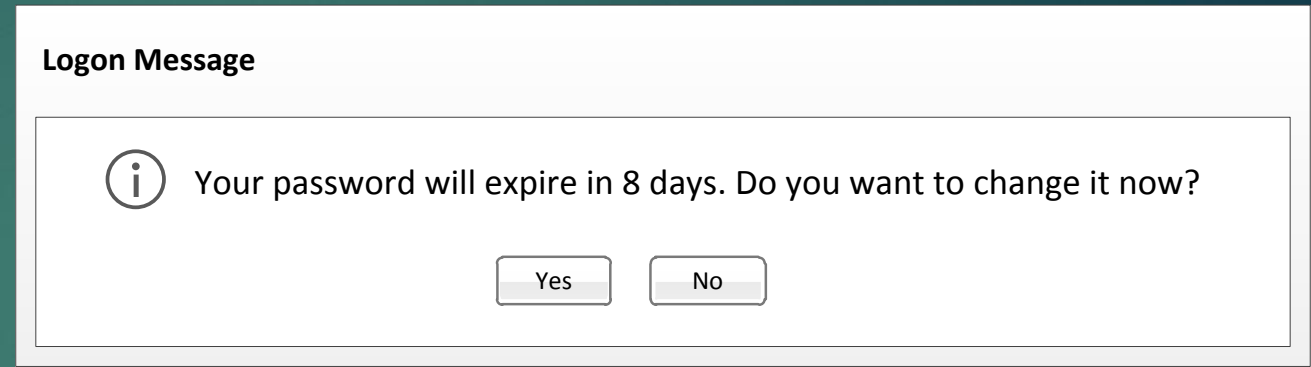 Logon Message
Your password will expire in 8 days. Do you want to change it now?
Yes No